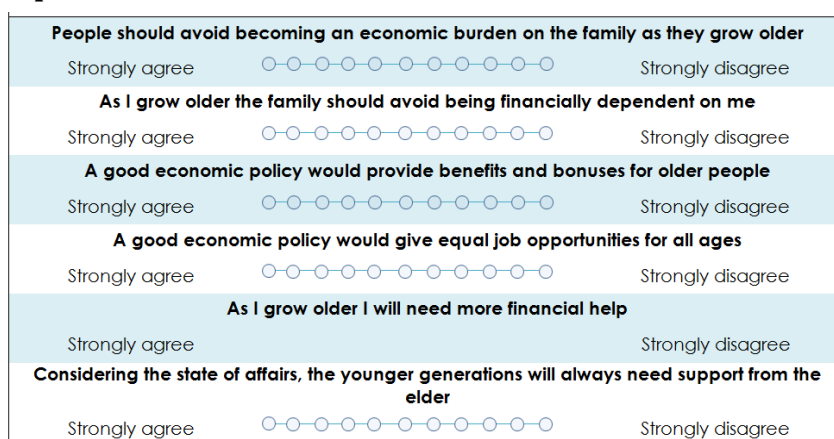 People should avoid becoming an economic burden on the family as they grow older
Strongly agree Strongly disagree
As I grow older the family should avoid being financially dependent on me
Strongly agree Strongly disagree
A good economic policy would provide benefits and bonuses for older people
Strongly agree Strongly disagree
A good economic policy would give equal job opportunities for all ages
Strongly agree Strongly disagree
As I grow older I will need more financial help
Strongly agree Strongly disagree
Considering the state of affairs, the younger generations will always need support from the
elder
Strongly agree Strongly disagree